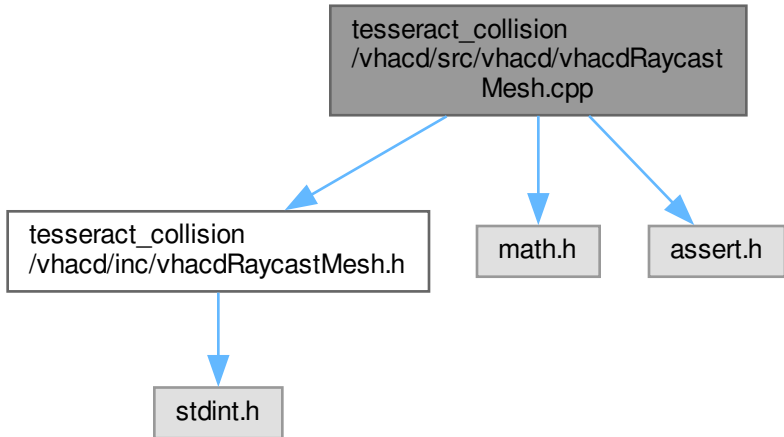 tesseract_collision
/vhacd/src/vhacd/vhacdRaycast
Mesh.cpp
tesseract_collision
/vhacd/inc/vhacdRaycastMesh.h
math.h
assert.h
stdint.h